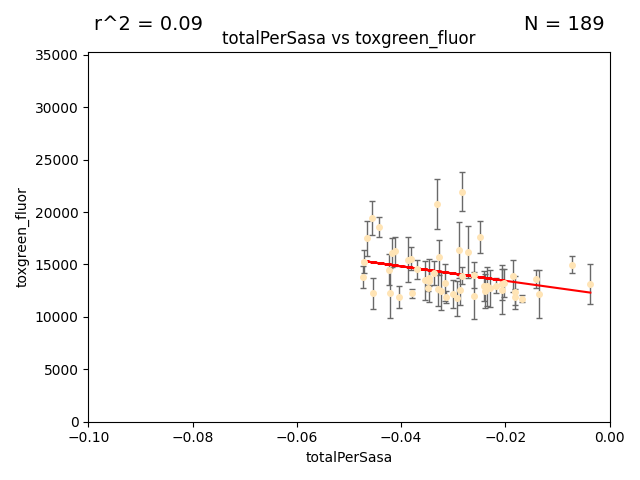 r^2 = 0.09
N = 189
totalPerSasa vs toxgreen_fluor
35000
30000
25000
20000
15000
10000
5000
0
toxgreen_fluor
−0.10
−0.08
−0.06
−0.04
−0.02
0.00
totalPerSasa